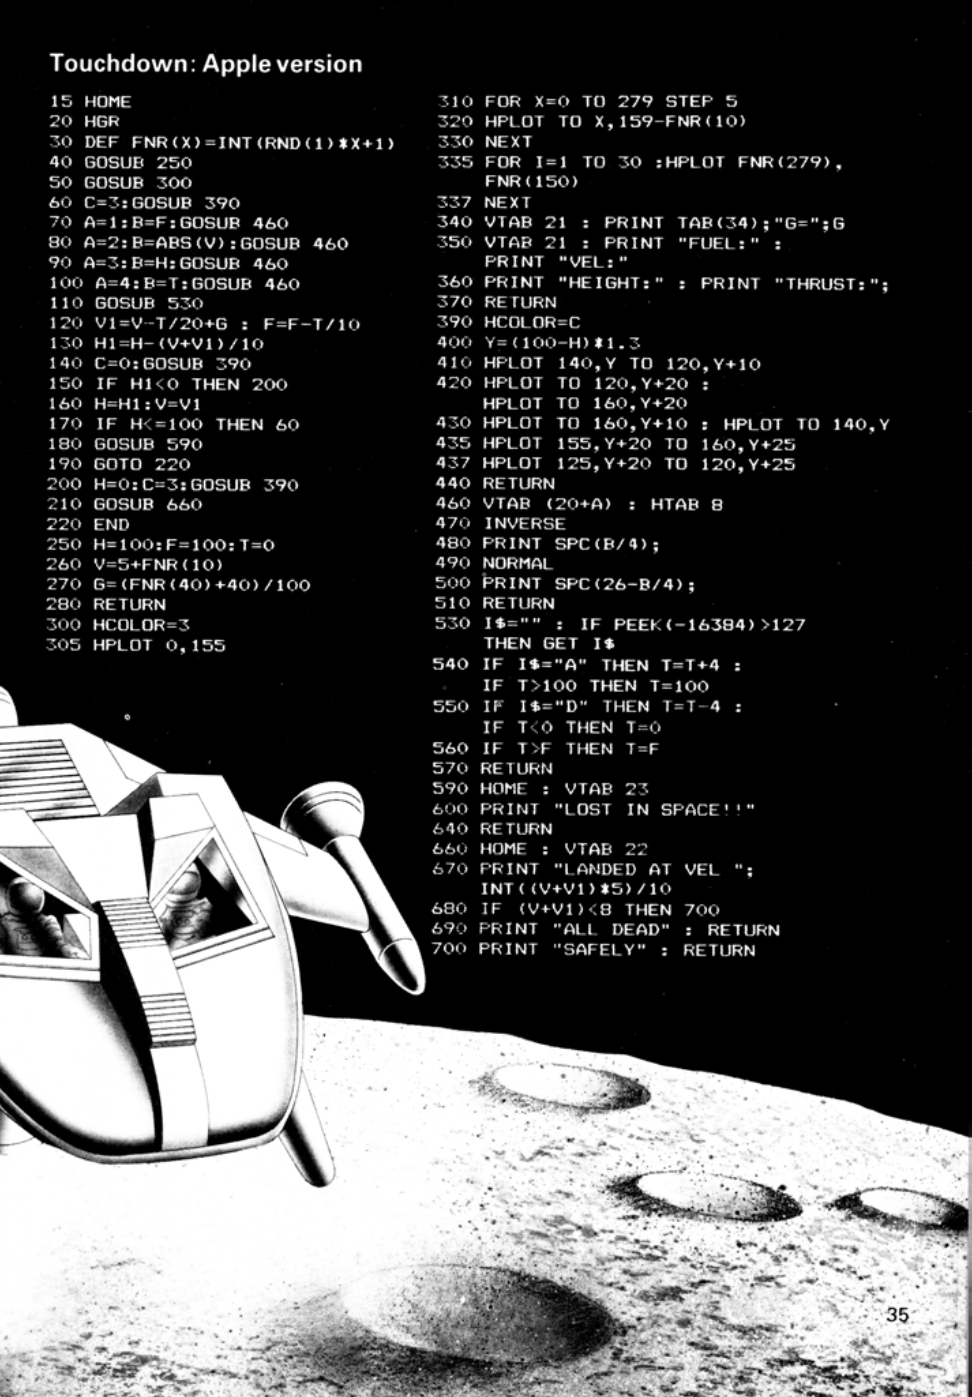 Touchdown: Apple version
15 HOME
20 HGR
30 DEF FNR(X)=INT(RND(1)*X+1)
40 GOSUB 250
50 GOSUB 300
60 C=3:GOSUB 390
70 A=1:B=F:GOSUB 460
80 A=2:B=ABS(V):GOSUB 460
90 A=3:B=H:GOSUB 460
100 A=4:B=T:GOSUB 460
110 GOSUB 530
120 V1=V-T/20+G : F=F-T/10
130 H1=H-(V+V1)/10
140 C=0:GOSUB 390
150 IF H1<0 THEN 200
160 H=H1:V=V1
170 IF H<=100 THEN 60
180 GOSUB 590
190 GOTO 220
200 H=0:C=3:GOSUB 390
210 GOSUB 660
220 END
250 H=100:F=100:T=0
260 V=5+FNR(10)
270 G=(FNR(40)+40)/100
280 RETURN
300 HCOLOR=3
305 HPLOT 0,155
310 FOR X=0 TO 279 STEP 5
320 HPLOT TO X,159-FNR(10)
330 NEXT
335 FOR I=1 TO 30 :HPLOT FNR(279),
FNR(150)
337 NEXT
340 VTAB 21 : PRINT TAB(34);"G=";G
350 VTAB 21 : PRINT "FUEL:" :
PRINT "VEL:"
360 PRINT "HEIGHT:" : PRINT "THRUST:";
370 RETURN
390 HCOLOR=C
400 Y=(100-H)*1.3
410 HPLOT 140,Y TO 120,Y+10
420 HPLOT TO 120,Y+20 :
HPLOT TO 160,Y+20
430 HPLOT TO 160,Y+10 : HPLOT TO 140,Y
435 HPLOT 155,Y+20 TO 160,Y+25
437 HPLOT 125,Y+20 TO 120,Y+25
440 RETURN
460 VTAB (20+A) : HTAB 8
470 INVERSE
480 PRINT SPC(B/4);
490 NORMAL
500 PRINT SPC(26-B/4);
510 RETURN
530 I$="" : IF PEEK(-16384)>127
THEN GET I$
540 IF I$="A" THEN T=T+4 :
IF T>100 THEN T=100
550 IF I$="D" THEN T=T-4 :
IF T<0 THEN T=0
560 IF T>F THEN T=F
570 RETURN
590 HOME : VTAB 23
600 PRINT "LOST IN SPACE!!"
640 RETURN
660 HOME : VTAB 22
670 PRINT "LANDED AT VEL ";
INT((V+V1)*5)/10
680 IF (V+V1)<8 THEN 700
690 PRINT "ALL DEAD" : RETURN
700 PRINT "SAFELY" : RETURN
35